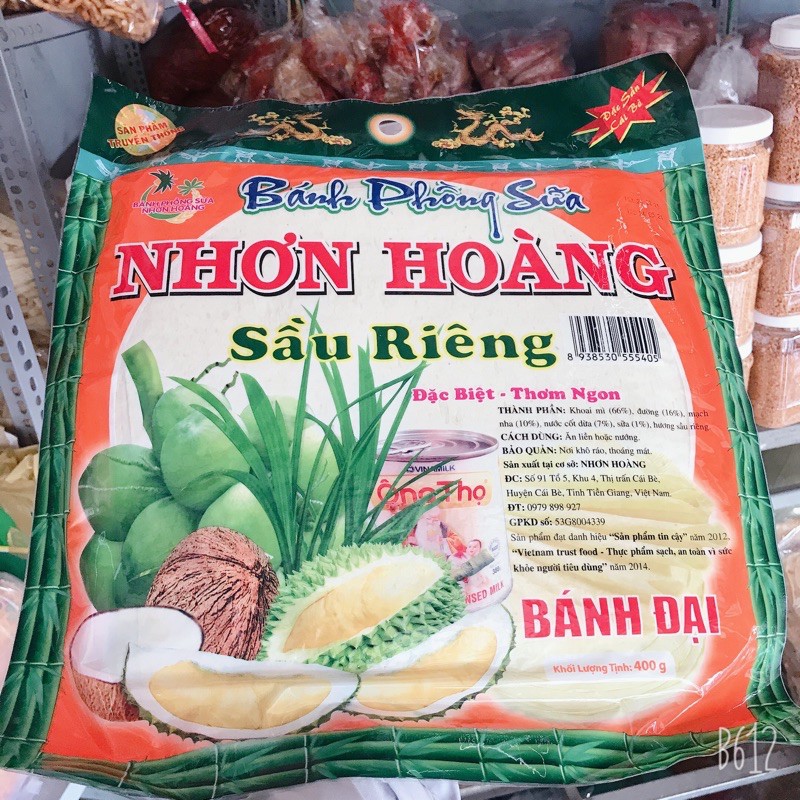 SẢN PHẨM
TRUYỀN THỐNG
Đặc Sản
Cái Bè
BÁNH PHỒNG SỮA
NHƠN HOÀNG
Bánh Phồng Sữa
NHƠN HOÀNG
Sầu Riêng
8 938530 555405
Đặc Biệt - Thơm Ngon
THÀNH PHẦN: Khoai mì (66%), đường (16%), mạch
nha (10%), nước cốt dừa (7%), sữa (1%), hương sầu riêng.
CÁCH DÙNG: Ăn liền hoặc nướng.
BẢO QUẢN: Nơi khô ráo, thoáng mát.
Sản xuất tại cơ sở: NHƠN HOÀNG
ĐC: Số 91 Tổ 5, Khu 4, Thị trấn Cái Bè,
Huyện Cái Bè, Tỉnh Tiền Giang, Việt Nam.
ĐT: 0979 898 927
GPKD số: 53G8004339
Sản phẩm đạt danh hiệu “Sản phẩm tin cậy” năm 2012,
“Vietnam trust food - Thực phẩm sạch, an toàn vì sức
khỏe người tiêu dùng” năm 2014.
VINAMILK
Ông Thọ
NSED MILK
BÁNH ĐẠI
Khối Lượng Tịnh: 400 g
B612